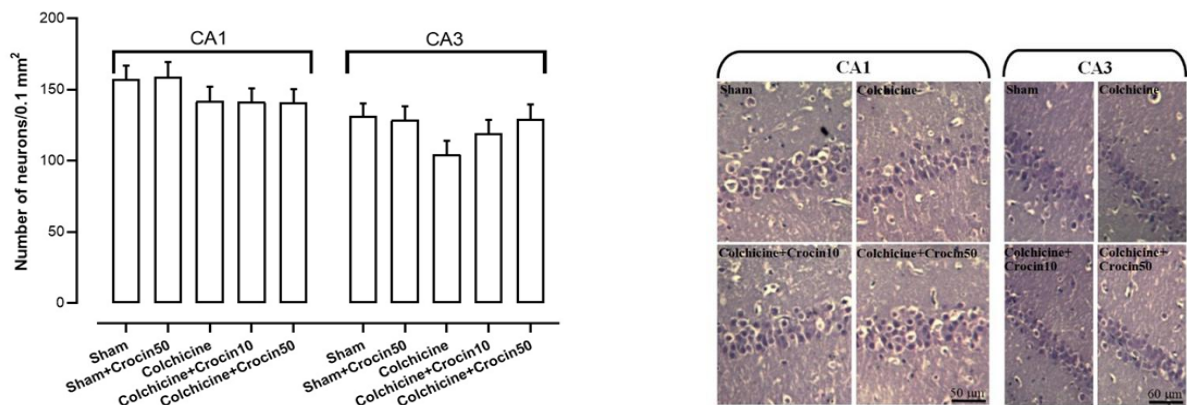 200
150
100
50
0
Number of neurons/0.1 mm²
CA1
CA3
Sham
Sham+Crocin50
Colchicine
Colchicine+Crocin10
Colchicine+Crocin50
Sham
Sham+Crocin50
Colchicine
Colchicine+Crocin10
Colchicine+Crocin50
CA1
CA3
Sham
Colchicine
Sham
Colchicine
Colchicine+Crocin10
Colchicine+Crocin50
Colchicine+
Crocin10
Colchicine+
Crocin50
50 µm
60 µm